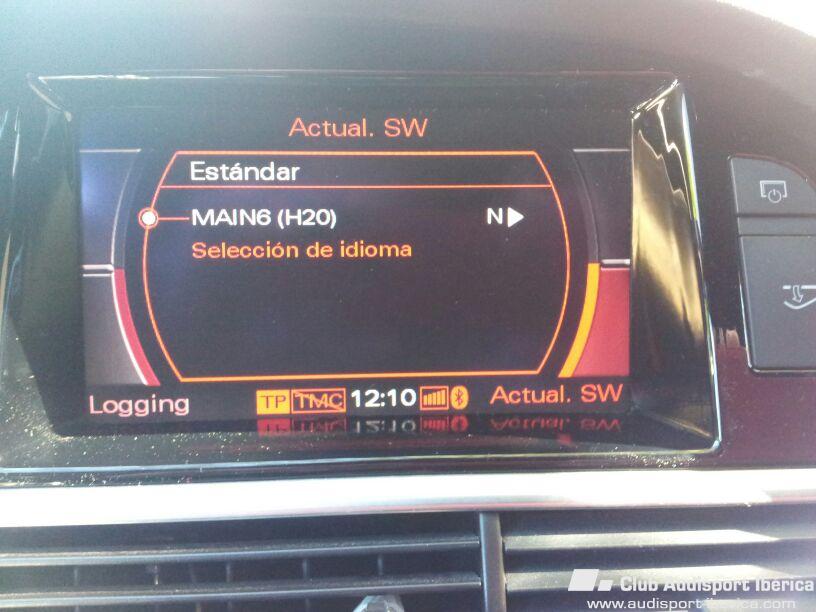 Actual. SW
Estándar
MAIN6 (H20) N
Selección de idioma
Logging TP TMC 12:10 Actual. SW
Club Audisport Iberica
www.audisport-iberica.com